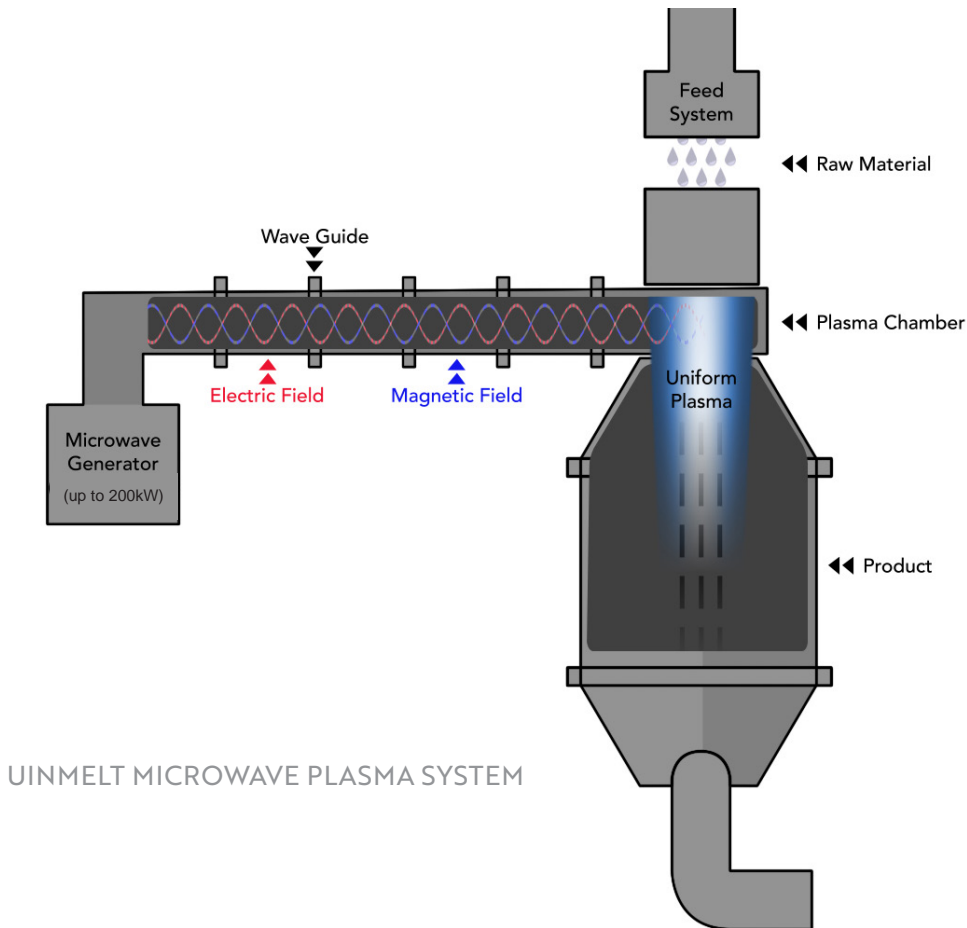 Feed
System
◄◄ Raw Material
Wave Guide
◄◄ Plasma Chamber
Uniform
Plasma
Electric Field
Magnetic Field
Microwave
Generator
(up to 200kW)
◄◄ Product
UINMELT MICROWAVE PLASMA SYSTEM